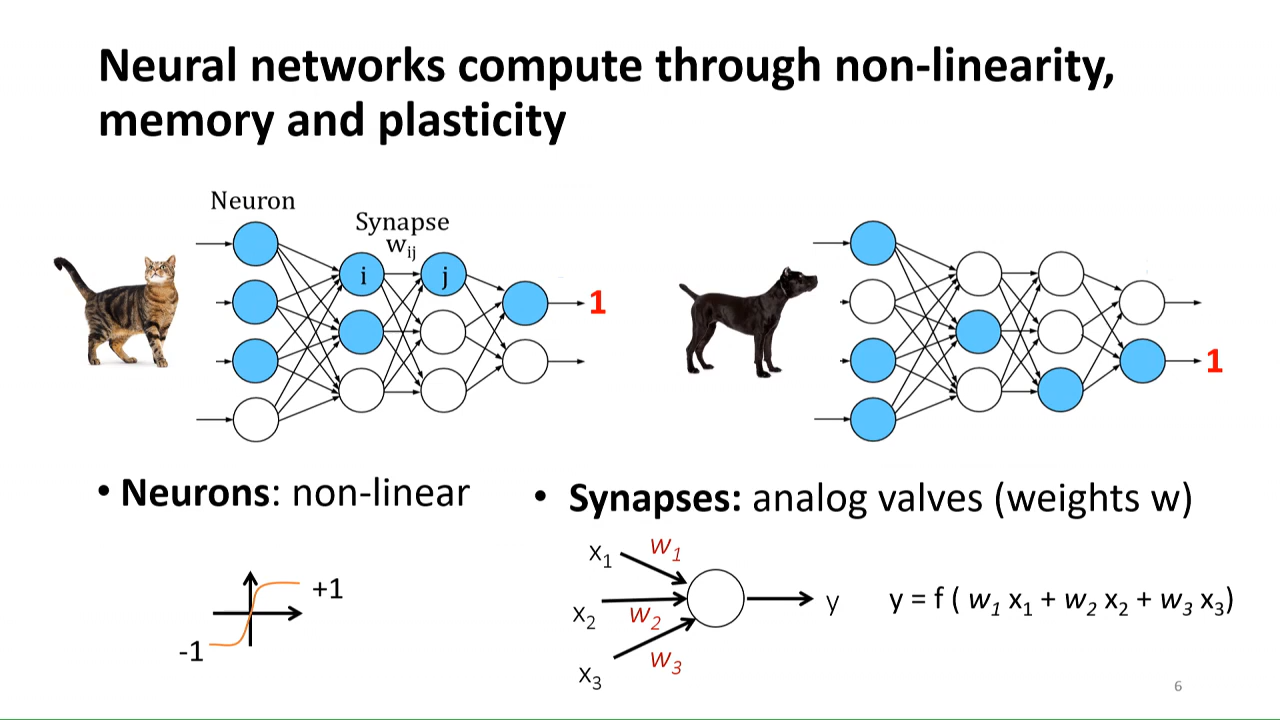 Neural networks compute through non-linearity,
memory and plasticity
Neuron
Synapse
w_ij
i
j
1
1
• Neurons: non-linear
+1
-1
• Synapses: analog valves (weights w)
x₁
w₁
x₂
w₂
x₃
w₃
y
y = f ( w₁ x₁ + w₂ x₂ + w₃ x₃)
6